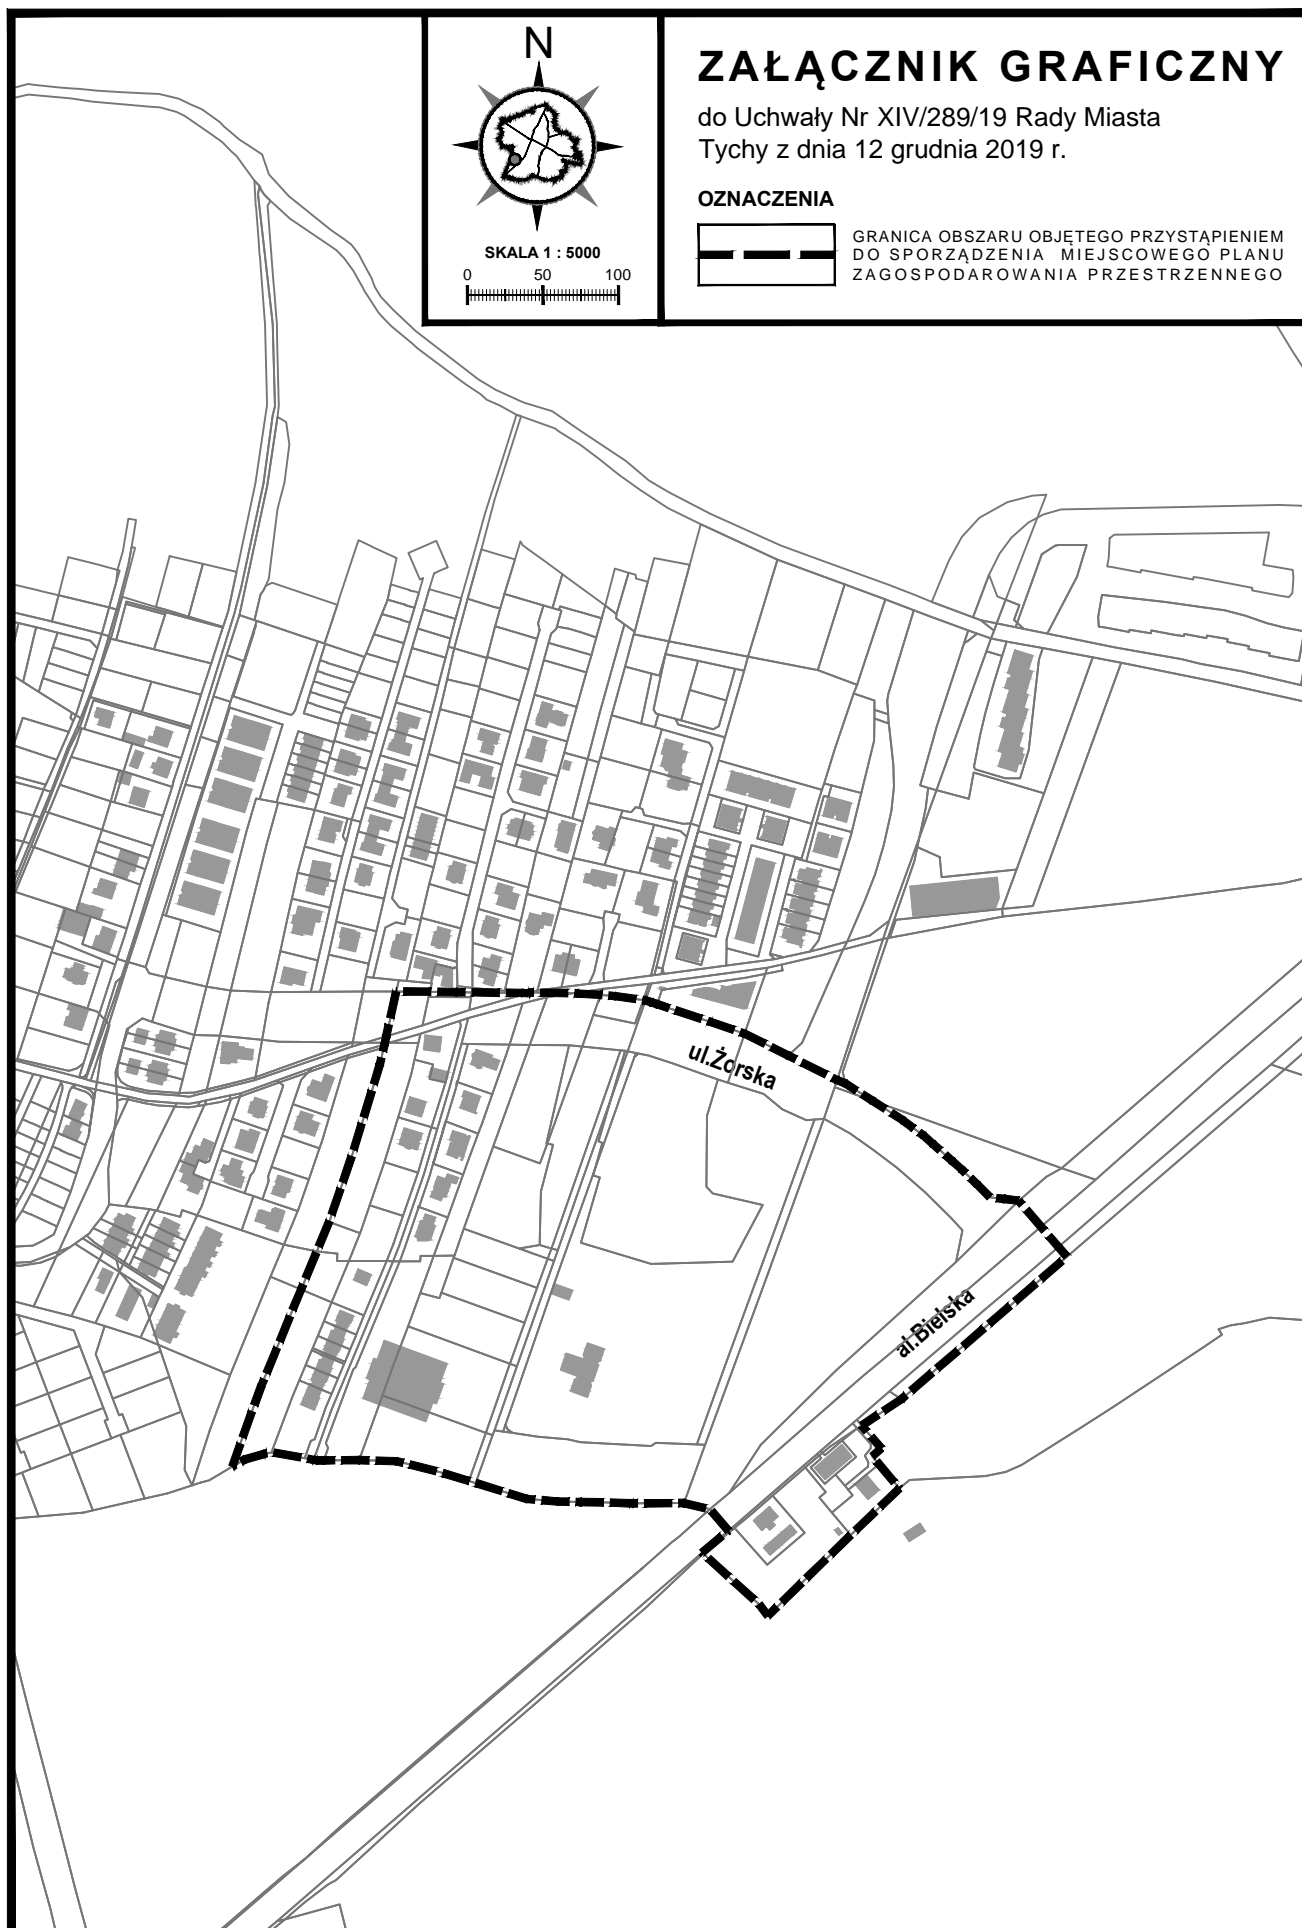 N
SKALA 1 : 5000
0 50 100
ZAŁĄCZNIK GRAFICZNY
do Uchwały Nr XIV/289/19 Rady Miasta
Tychy z dnia 12 grudnia 2019 r.
OZNACZENIA
GRANICA OBSZARU OBJĘTEGO PRZYSTĄPIENIEM
DO SPORZĄDZENIA MIEJSCOWEGO PLANU
ZAGOSPODAROWANIA PRZESTRZENNEGO
ul.Żorska
al.Bielska